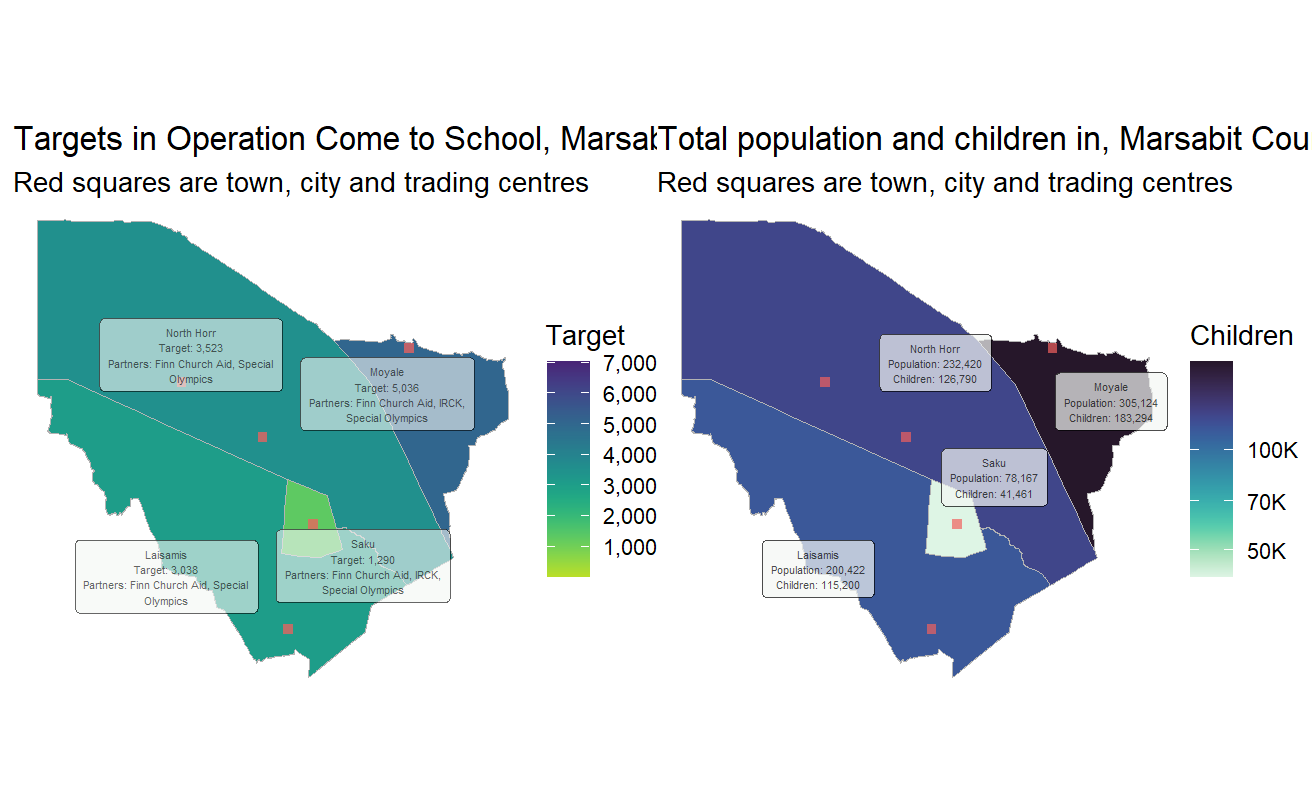 Targets in Operation Come to School, Marsab
Red squares are town, city and trading centres
North Horr
Target: 3,523
Partners: Finn Church Aid, Special
Olympics
Moyale
Target: 5,036
Partners: Finn Church Aid, IRCK,
Special Olympics
Laisamis
Target: 3,038
Partners: Finn Church Aid, Special
Olympics
Saku
Target: 1,290
Partners: Finn Church Aid, IRCK,
Special Olympics
Target
7,000
6,000
5,000
4,000
3,000
2,000
1,000
Total population and children in, Marsabit Cou
Red squares are town, city and trading centres
North Horr
Population: 232,420
Children: 126,790
Moyale
Population: 305,124
Children: 183,294
Saku
Population: 78,167
Children: 41,461
Laisamis
Population: 200,422
Children: 115,200
Children
100K
70K
50K